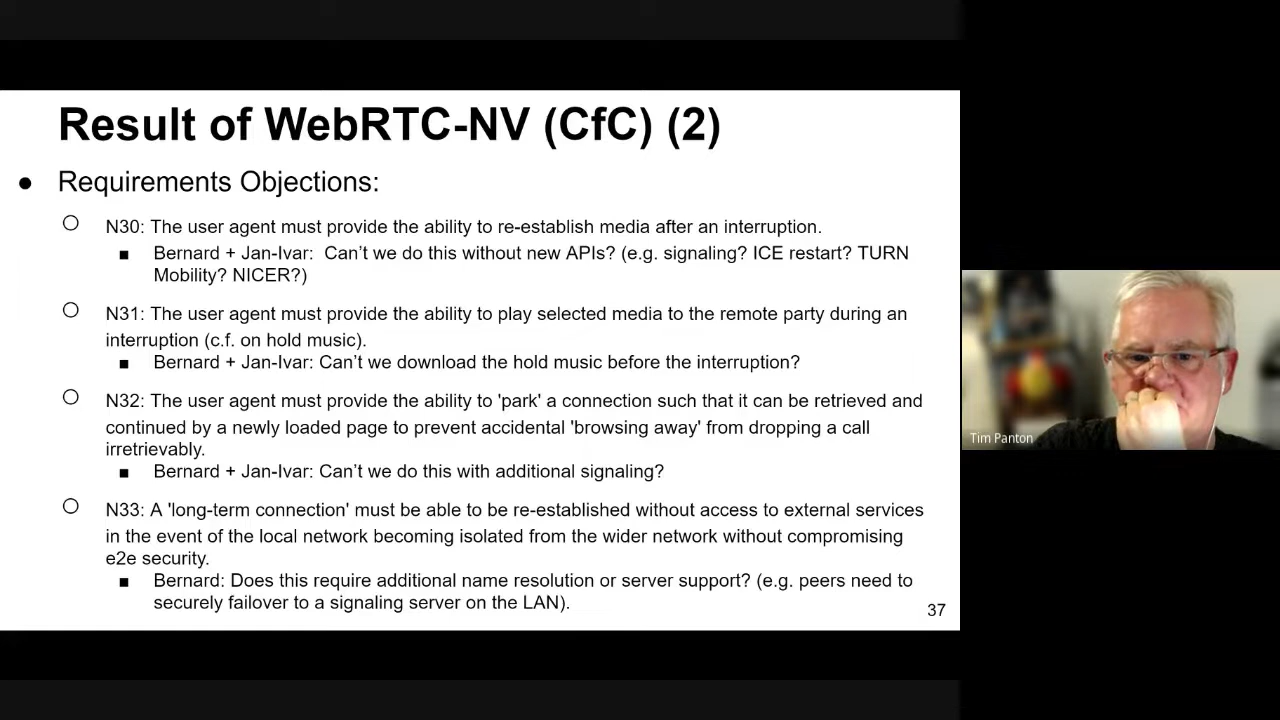 Result of WebRTC-NV (CfC) (2)
● Requirements Objections:
○ N30: The user agent must provide the ability to re-establish media after an interruption.
■ Bernard + Jan-Ivar: Can't we do this without new APIs? (e.g. signaling? ICE restart? TURN
Mobility? NICER?)
○ N31: The user agent must provide the ability to play selected media to the remote party during an
interruption (c.f. on hold music).
■ Bernard + Jan-Ivar: Can't we download the hold music before the interruption?
○ N32: The user agent must provide the ability to 'park' a connection such that it can be retrieved and
continued by a newly loaded page to prevent accidental 'browsing away' from dropping a call
irretrievably.
■ Bernard + Jan-Ivar: Can't we do this with additional signaling?
○ N33: A 'long-term connection' must be able to be re-established without access to external services
in the event of the local network becoming isolated from the wider network without compromising
e2e security.
■ Bernard: Does this require additional name resolution or server support? (e.g. peers need to
securely failover to a signaling server on the LAN).
37
Tim Panton